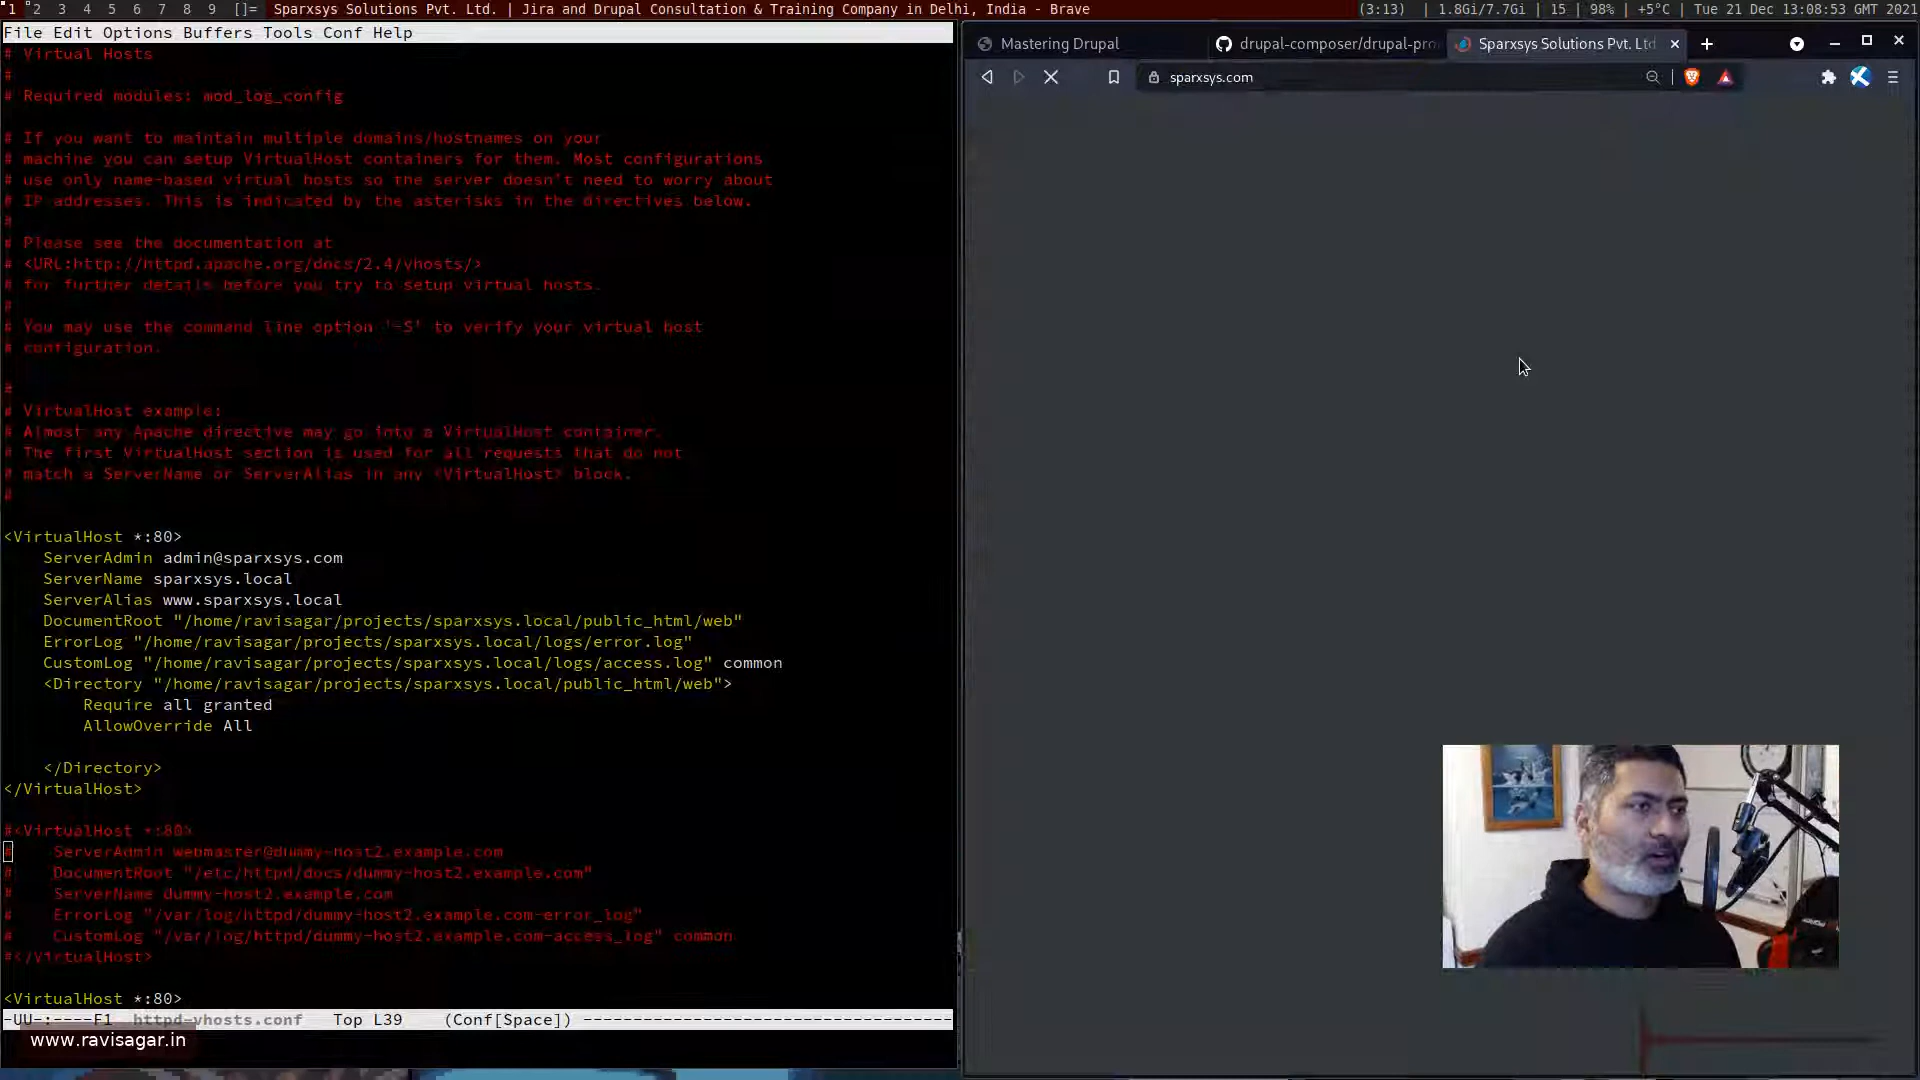 1 2 3 4 5 6 7 8 9 []= Sparxsys Solutions Pvt. Ltd. | Jira and Drupal Consultation & Training Company in Delhi, India - Brave (3:13) | 1.8Gi/7.7Gi | 15 | 98% | +5°C | Tue 21 Dec 13:08:53 GMT 2021
File Edit Options Buffers Tools Conf Help
# Virtual Hosts
#
# Required modules: mod_log_config

# If you want to maintain multiple domains/hostnames on your
# machine you can setup VirtualHost containers for them. Most configurations
# use only name-based virtual hosts so the server doesn't need to worry about
# IP addresses. This is indicated by the asterisks in the directives below.
#
# Please see the documentation at
# <URL:http://httpd.apache.org/docs/2.4/vhosts/>
# for further details before you try to setup virtual hosts.
#
# You may use the command line option '-S' to verify your virtual host
# configuration.

#
# VirtualHost example:
# Almost any Apache directive may go into a VirtualHost container.
# The first VirtualHost section is used for all requests that do not
# match a ServerName or ServerAlias in any <VirtualHost> block.
#

<VirtualHost *:80>
ServerAdmin admin@sparxsys.com
ServerName sparxsys.local
ServerAlias www.sparxsys.local
DocumentRoot "/home/ravisagar/projects/sparxsys.local/public_html/web"
ErrorLog "/home/ravisagar/projects/sparxsys.local/logs/error.log"
CustomLog "/home/ravisagar/projects/sparxsys.local/logs/access.log" common
<Directory "/home/ravisagar/projects/sparxsys.local/public_html/web">
Require all granted
AllowOverride All

</Directory>
</VirtualHost>

#<VirtualHost *:80>
# ServerAdmin webmaster@dummy-host2.example.com
# DocumentRoot "/etc/httpd/docs/dummy-host2.example.com"
# ServerName dummy-host2.example.com
# ErrorLog "/var/log/httpd/dummy-host2.example.com-error_log"
# CustomLog "/var/log/httpd/dummy-host2.example.com-access_log" common
#</VirtualHost>

<VirtualHost *:80>
-UU-:----F1 httpd-vhosts.conf Top L39 (Conf[Space]) -------------------------------------
www.ravisagar.in
Mastering Drupal
drupal-composer/drupal-pro
Sparxsys Solutions Pvt. Ltd
sparxsys.com